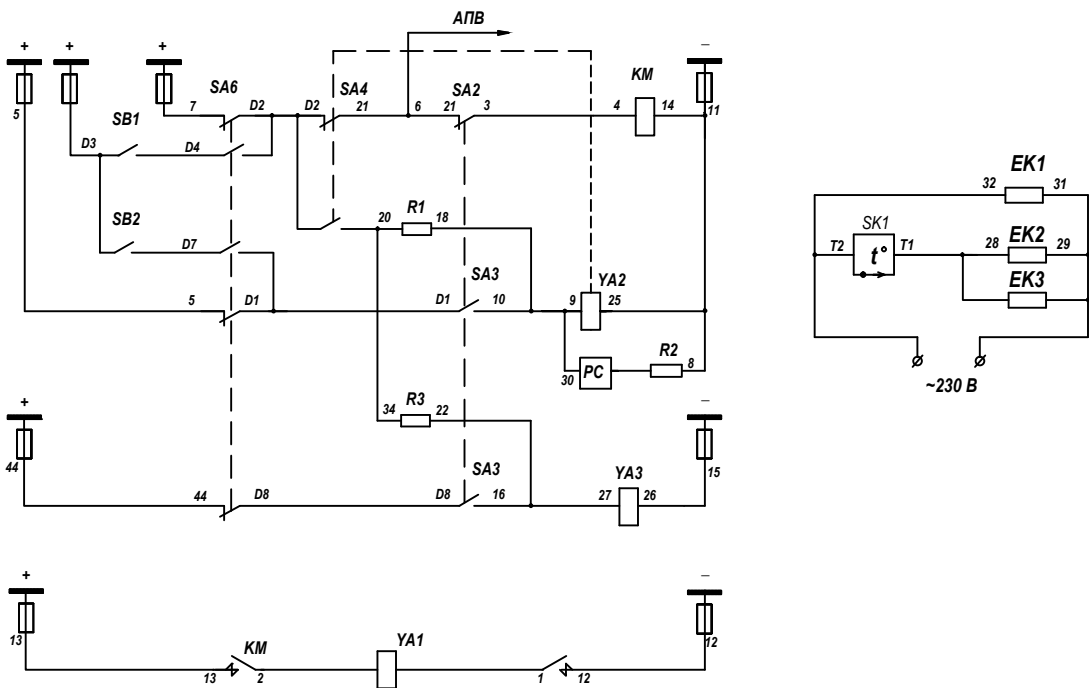 АПВ
+ + + –
SA6 SA4 SA2 КМ
7 D2 D2 21 6 21 3 4 14 11
5
SB1
D3 D4
EK1
32 31
R1
20 18
SB2
D7
SK1
T2 t° T1 28 EK2 29
SA3 YA2
EK3
5 D1 D1 10 9 25
R2
30 PC 8
~230 В
+ R3 –
34 22
44 SA3 YA3 15
44 D8 D8 16 27 26
+ –
13 КМ YA1 12
13 2 1 12